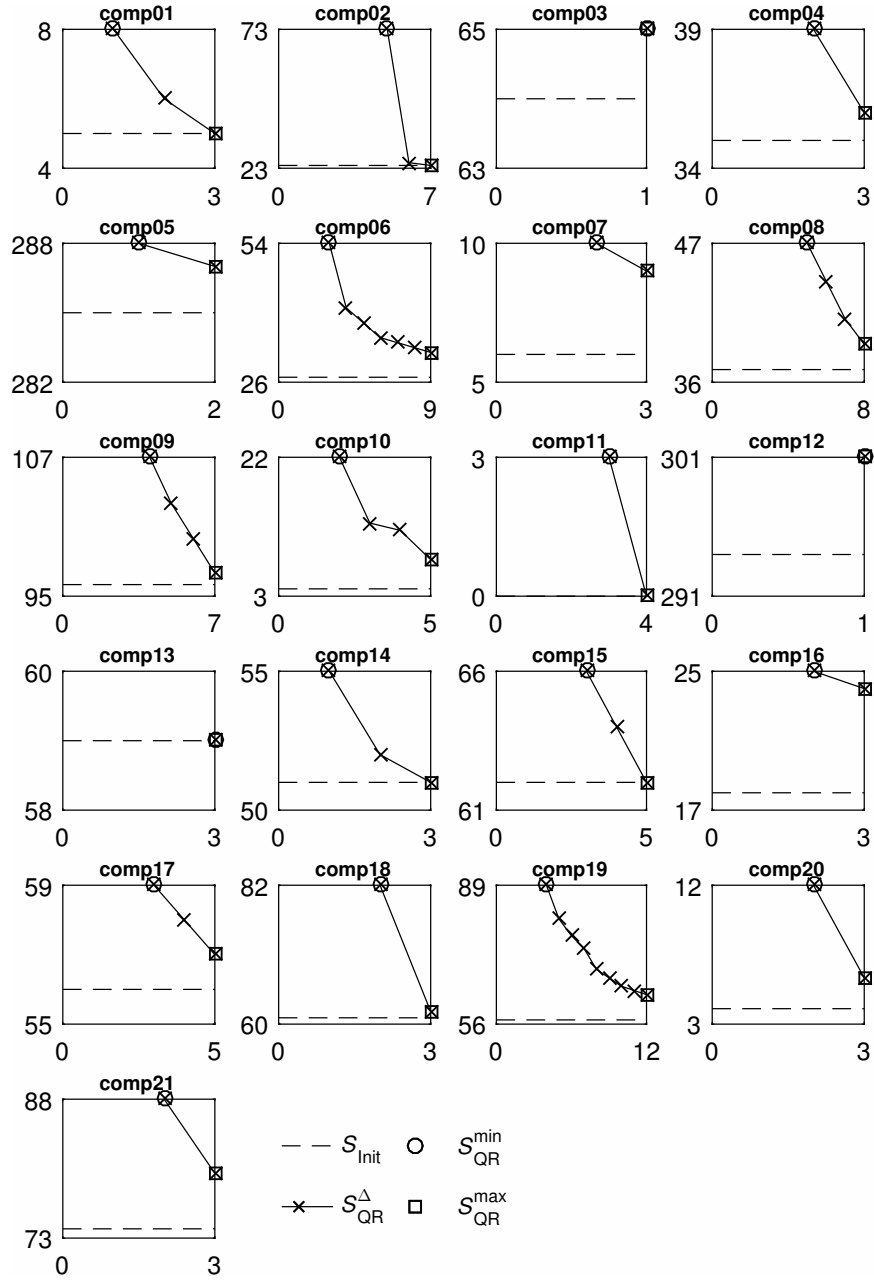 comp01 comp02 comp03 comp04
8 73 65 39
4 23 63 34
0 3 0 7 0 1 0 3
comp05 comp06 comp07 comp08
288 54 10 47
282 26 5 36
0 2 0 9 0 3 0 8
comp09 comp10 comp11 comp12
107 22 3 301
95 3 0 291
0 7 0 5 0 4 0 1
comp13 comp14 comp15 comp16
60 55 66 25
58 50 61 17
0 3 0 3 0 5 0 3
comp17 comp18 comp19 comp20
59 82 89 12
55 60 56 3
0 5 0 3 0 12 0 3
comp21
88
73
0 3
S_Init S_QR^min
S_QR^Δ S_QR^max